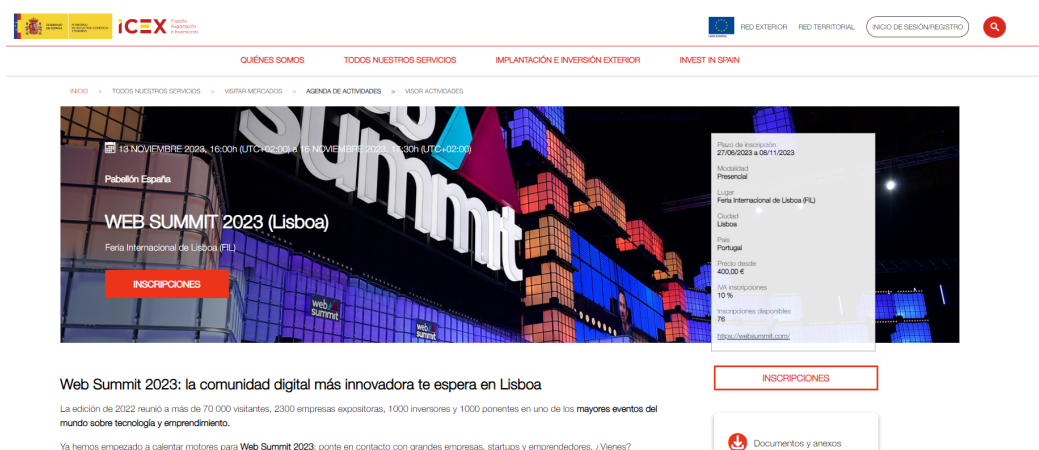 GOBIERNO DE ESPAÑA
MINISTERIO DE INDUSTRIA, COMERCIO Y TURISMO
ICEX
España
Exportación
e Inversiones
RED EXTERIOR
RED TERRITORIAL
INICIO DE SESIÓN/REGISTRO
QUIÉNES SOMOS
TODOS NUESTROS SERVICIOS
IMPLANTACIÓN E INVERSIÓN EXTERIOR
INVEST IN SPAIN
INICIO > TODOS NUESTROS SERVICIOS > VISITAR MERCADOS > AGENDA DE ACTIVIDADES > VISOR ACTIVIDADES
web
summit
13 NOVIEMBRE 2023, 16:00h (UTC+02:00) a 16 NOVIEMBRE 2023, 17:30h (UTC+02:00)
Pabellón España
WEB SUMMIT 2023 (Lisboa)
Feria Internacional de Lisboa (FIL)
INSCRIPCIONES
web
summit
web
summit
Plazo de inscripción
27/06/2023 a 08/11/2023
Modalidad
Presencial
Lugar
Feria Internacional de Lisboa (FIL)
Ciudad
Lisboa
País
Portugal
Precio desde
400,00 €
IVA inscripciones
10 %
Inscripciones disponibles
76
https://websummit.com/
INSCRIPCIONES
Web Summit 2023: la comunidad digital más innovadora te espera en Lisboa
La edición de 2022 reunió a más de 70 000 visitantes, 2300 empresas expositoras, 1000 inversores y 1000 ponentes en uno de los mayores eventos del
mundo sobre tecnología y emprendimiento.
Ya hemos empezado a calentar motores para Web Summit 2023: ponte en contacto con grandes empresas, startups y emprendedores. ¿Vienes?
Documentos y anexos